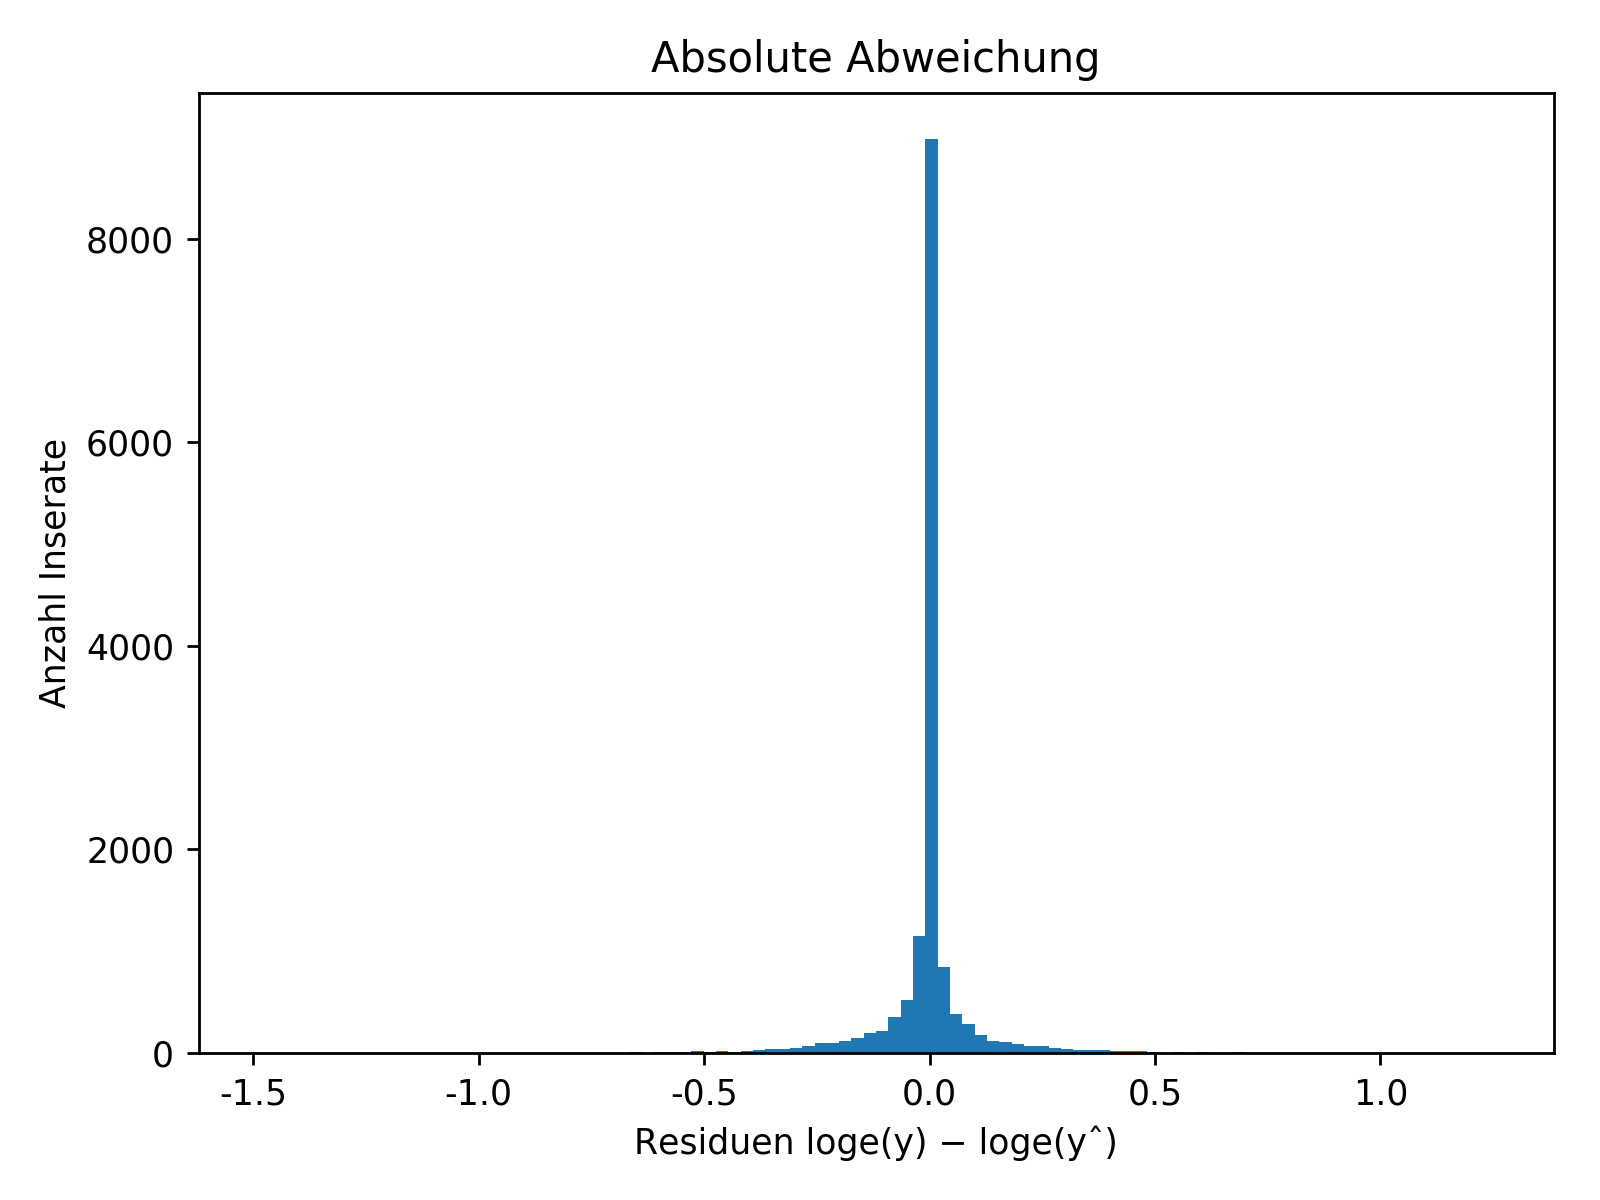 Absolute Abweichung
Anzahl Inserate
8000
6000
4000
2000
0
-1.5 -1.0 -0.5 0.0 0.5 1.0
Residuen loge(y) − loge(yˆ)